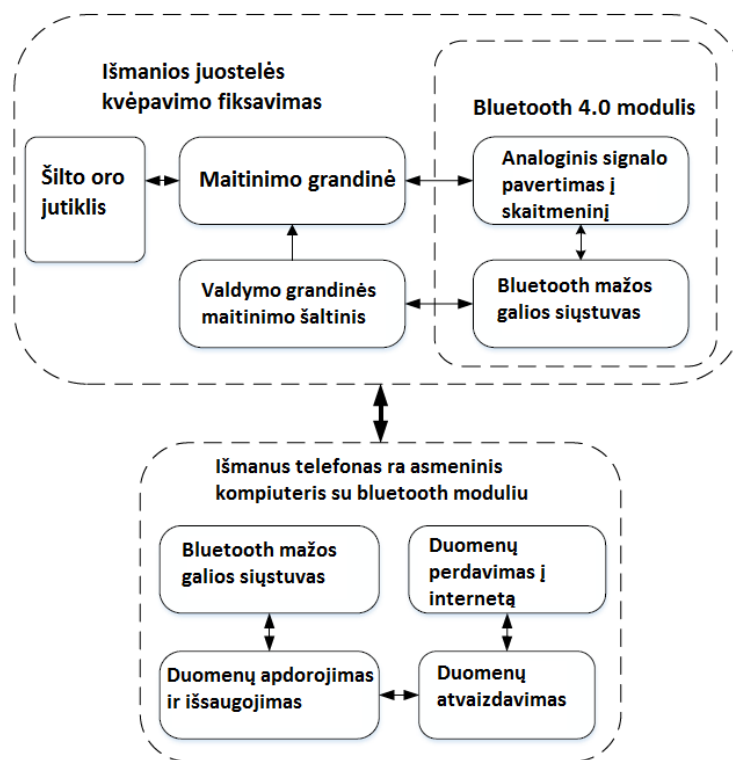 Išmanios juostelės
kvėpavimo fiksavimas
Bluetooth 4.0 modulis
Šilto oro
jutiklis
Maitinimo grandinė
Analoginis signalo
pavertimas į
skaitmeninį
Valdymo grandinės
maitinimo šaltinis
Bluetooth mažos
galios siųstuvas
Išmanus telefonas ra asmeninis
kompiuteris su bluetooth moduliu
Bluetooth mažos
galios siųstuvas
Duomenų
perdavimas į
internetą
Duomenų apdorojimas
ir išsaugojimas
Duomenų
atvaizdavimas